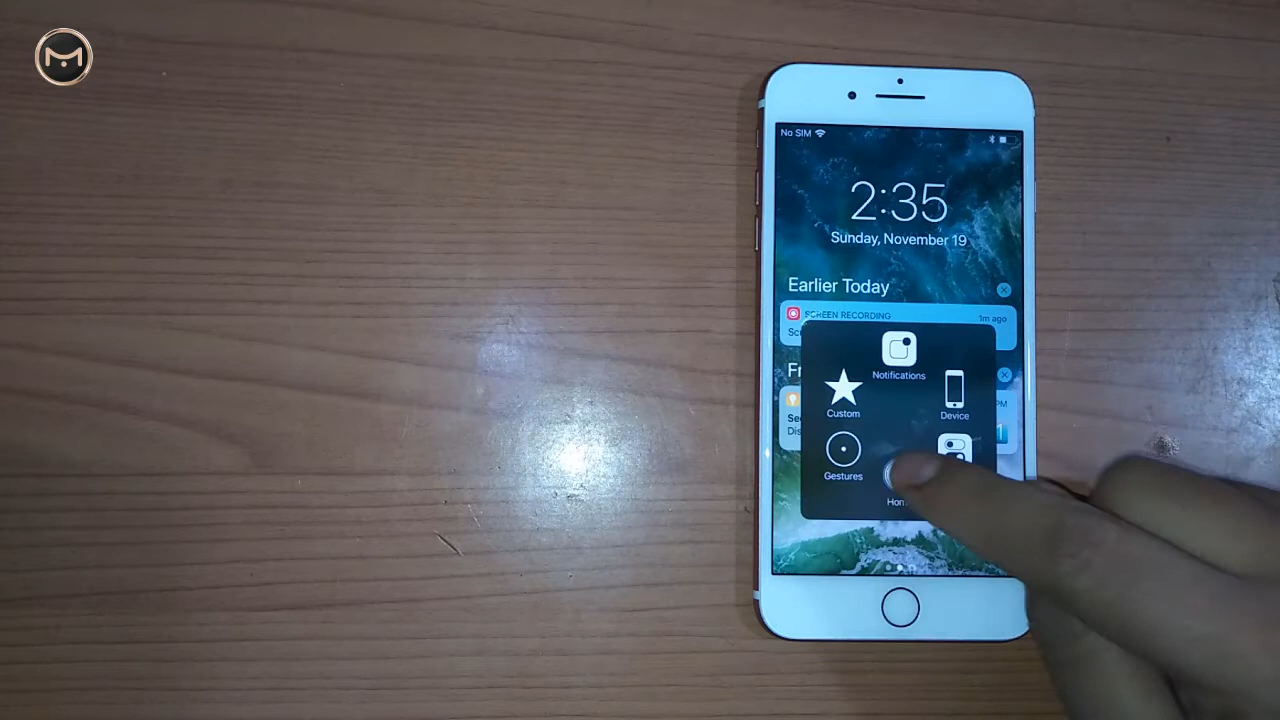 No SIM
2:35
Sunday, November 19
Earlier Today
SCREEN RECORDING 1m ago
Notifications
Custom
Device
Gestures